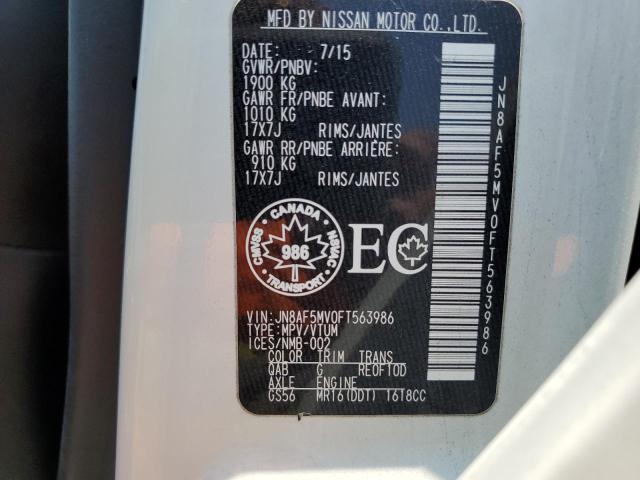 MFD BY NISSAN MOTOR CO.,LTD.
DATE: 7/15
GVWR/PNBV:
1900 KG
GAWR FR/PNBE AVANT:
1010 KG
17X7J RIMS/JANTES
GAWR RR/PNBE ARRIÈRE:
910 KG
17X7J RIMS/JANTES
CANADA
CMVSS 986 NSVAC
TRANSPORT
EC
VIN:JN8AF5MV0FT563986
TYPE:MPV/VTUM
ICES/NMB-002
COLOR TRIM TRANS
QAB G RE0F10D
AXLE ENGINE
GS56 MR16(DDT) 16T8CC
JN8AF5MV0FT563986